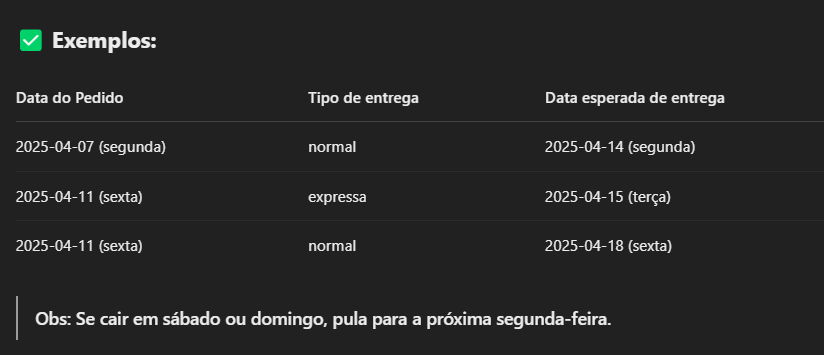 ✅ Exemplos:
Data do Pedido Tipo de entrega Data esperada de entrega
2025-04-07 (segunda) normal 2025-04-14 (segunda)
2025-04-11 (sexta) expressa 2025-04-15 (terça)
2025-04-11 (sexta) normal 2025-04-18 (sexta)
Obs: Se cair em sábado ou domingo, pula para a próxima segunda-feira.